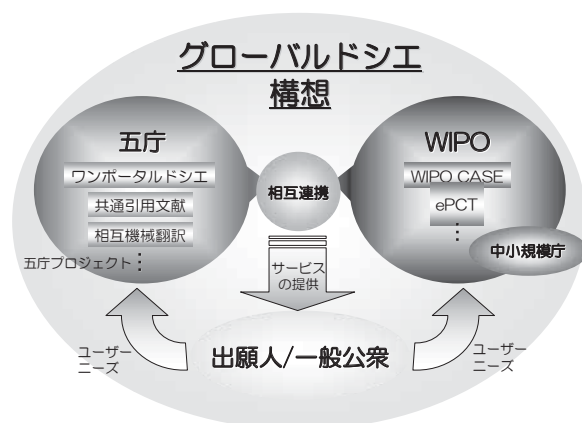 グローバルドシエ
構想
五庁
ワンポータルドシエ
共通引用文献
相互機械翻訳
五庁プロジェクト
相互連携
WIPO
WIPO CASE
ePCT
中小規模庁
サービス
の提供
ユーザー
ニーズ
出願人/一般公衆
ユーザー
ニーズ